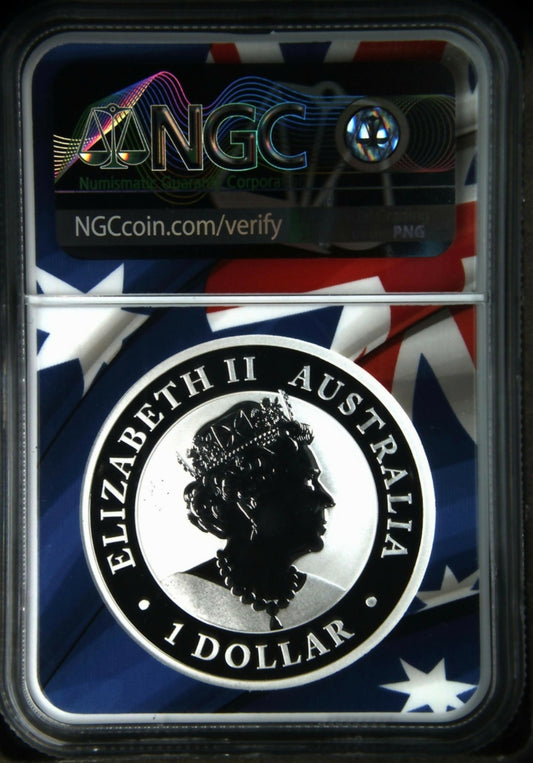 NGC
Numismatic Guaranty Corporation
NGCcoin.com/verify
PNG
ELIZABETH II AUSTRALIA
1 DOLLAR